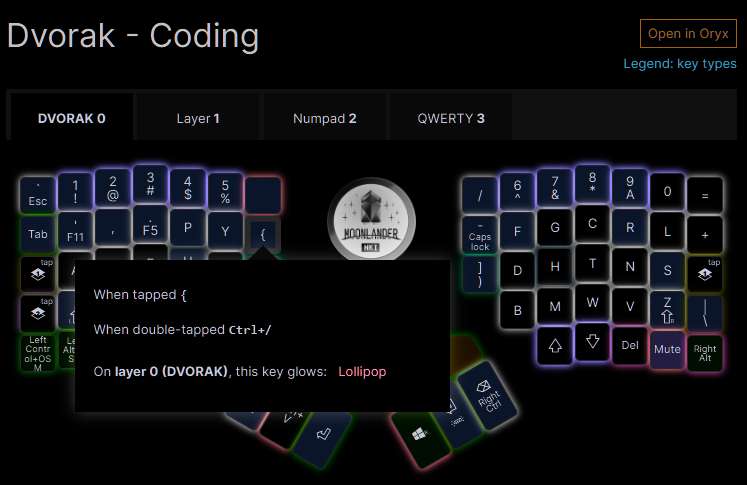 Dvorak - Coding
Open in Oryx
Legend: key types
DVORAK 0
Layer 1
Numpad 2
QWERTY 3
` 1 2 3 4 5
Esc ! @ # $ %
/ 6 7 8 9 0 =
^ & * A
Tab ' , . P Y {
F11 F5
MOONLANDER
MK1
- F G C R L +
Caps
lock
tap
] D H T N S tap
)
tap
B M W V Z |
\
Left
Contr
ol+OS
M
Del Mute Right
Alt
When tapped {
When double-tapped Ctrl+/
On layer 0 (DVORAK), this key glows: Lollipop
Right
Ctrl